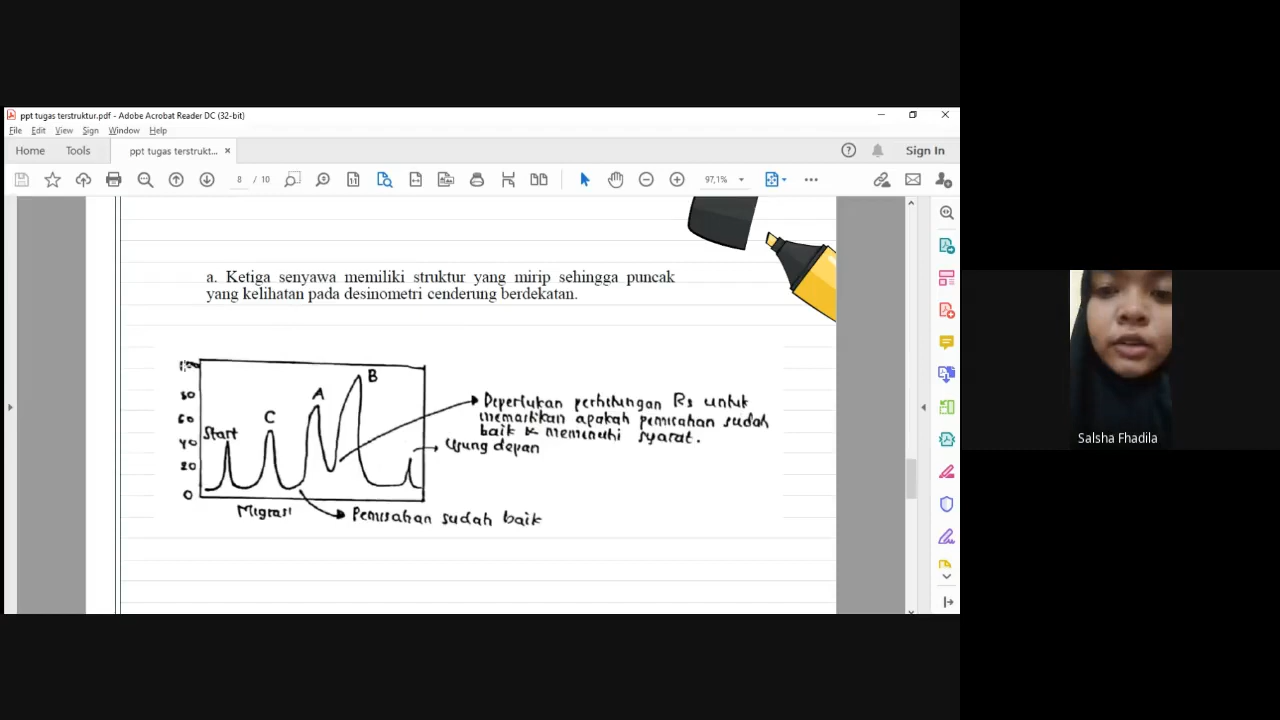 ppt tugas terstruktur.pdf - Adobe Acrobat Reader DC (32-bit)
File Edit View Sign Window Help
Home Tools ppt tugas terstrukt... × Sign In
8 / 10 97,1%
a. Ketiga senyawa memiliki struktur yang mirip sehingga puncak
yang kelihatan pada desinometri cenderung berdekatan.
80
60
40
20
0
Start
C
A
B
Migrasi
Diperlukan perhitungan Rs untuk
memastikan apakah pemisahan sudah
baik & memenuhi syarat.
Ujung depan
Pemisahan sudah baik
Salsha Fhadila